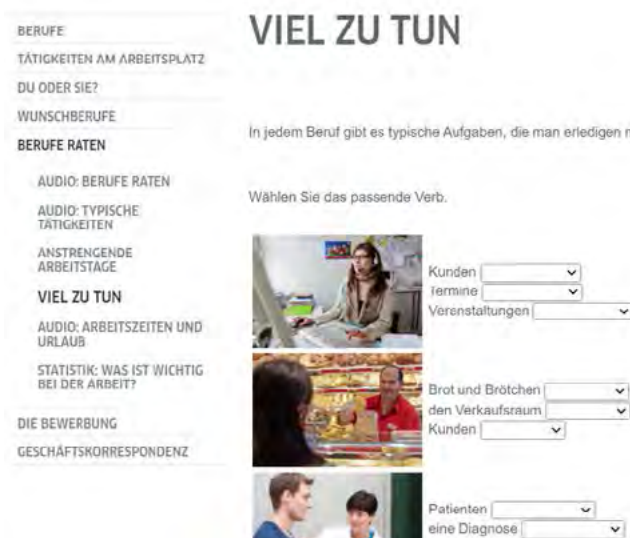 BERUFE
TÄTIGKEITEN AM ARBEITSPLATZ
DU ODER SIE?
WUNSCHBERUFE
BERUFE RATEN
AUDIO: BERUFE RATEN
AUDIO: TYPISCHE
TÄTIGKEITEN
ANSTRENGENDE
ARBEITSTAGE
VIEL ZU TUN
AUDIO: ARBEITSZEITEN UND
URLAUB
STATISTIK: WAS IST WICHTIG
BEI DER ARBEIT?
DIE BEWERBUNG
GESCHÄFTSKORRESPONDENZ
VIEL ZU TUN
In jedem Beruf gibt es typische Aufgaben, die man erledigen
Wählen Sie das passende Verb.
Kunden
Termine
Verenstaltungen
Brot und Brötchen
den Verkaufsraum
Kunden
Patienten
eine Diagnose